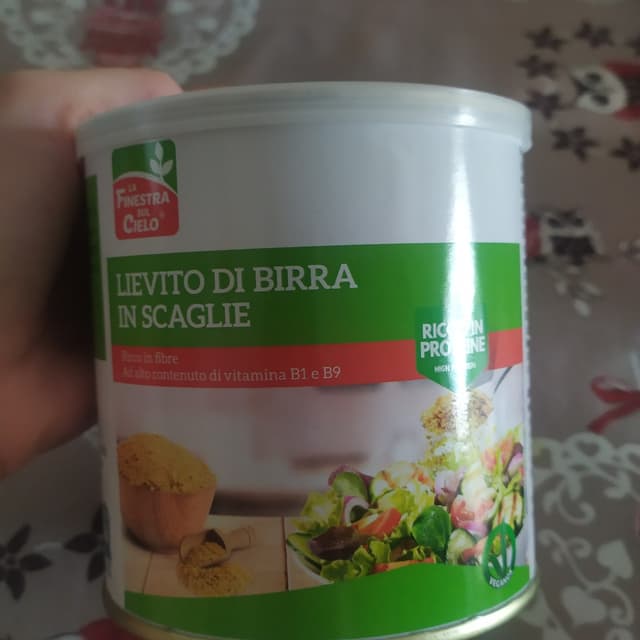 LA
FINESTRA
SUL
CIELO®
LIEVITO DI BIRRA
IN SCAGLIE
Ricco in fibre
Ad alto contenuto di vitamina B1 e B9
RICCO IN
PROTEINE
HIGH PROTEIN
VEGAN